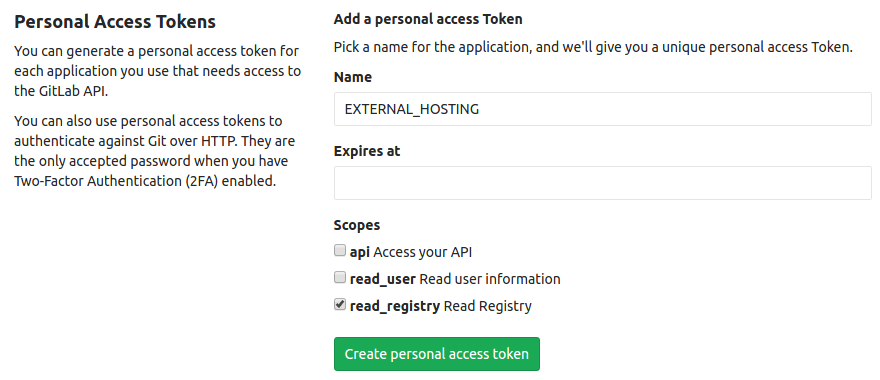 Personal Access Tokens
You can generate a personal access token for
each application you use that needs access to
the GitLab API.
You can also use personal access tokens to
authenticate against Git over HTTP. They are
the only accepted password when you have
Two-Factor Authentication (2FA) enabled.
Add a personal access Token
Pick a name for the application, and we'll give you a unique personal access Token.
Name
EXTERNAL_HOSTING
Expires at
Scopes
api Access your API
read_user Read user information
read_registry Read Registry
Create personal access token